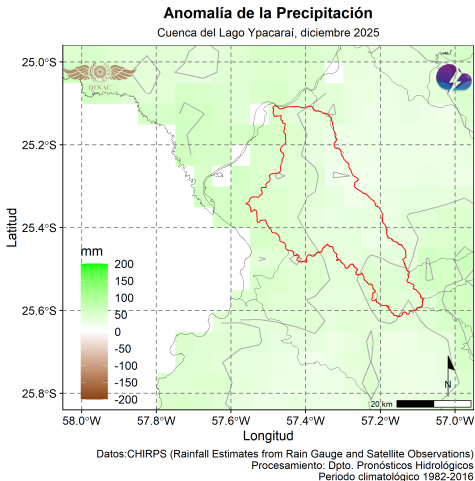 Anomalía de la Precipitación
Cuenca del Lago Ypacaraí, diciembre 2025
25.0°S
25.2°S
25.4°S
25.6°S
25.8°S
Latitud
DINAC
mm
200
150
100
50
0
-50
-100
-150
-200
N
20 km
58.0°W
57.8°W
57.6°W
57.4°W
57.2°W
57.0°W
Longitud
Datos:CHIRPS (Rainfall Estimates from Rain Gauge and Satellite Observations)
Procesamiento: Dpto. Pronósticos Hidrológicos
Periodo climatológico 1982-2016